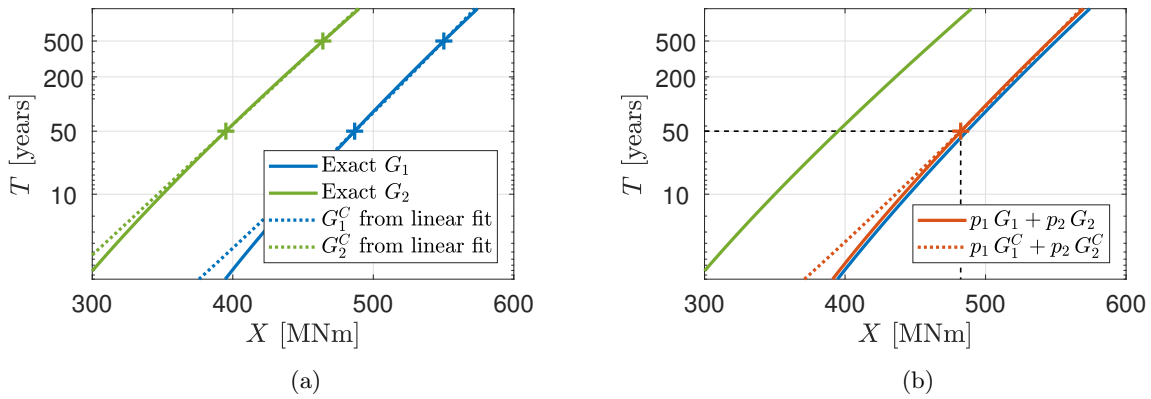 500
200
50
10
T [years]
Exact G₁
Exact G₂
G₁ᶜ from linear fit
G₂ᶜ from linear fit
300 400 500 600
X [MNm]
(a)
500
200
50
10
T [years]
p₁ G₁ + p₂ G₂
p₁ G₁ᶜ + p₂ G₂ᶜ
300 400 500 600
X [MNm]
(b)